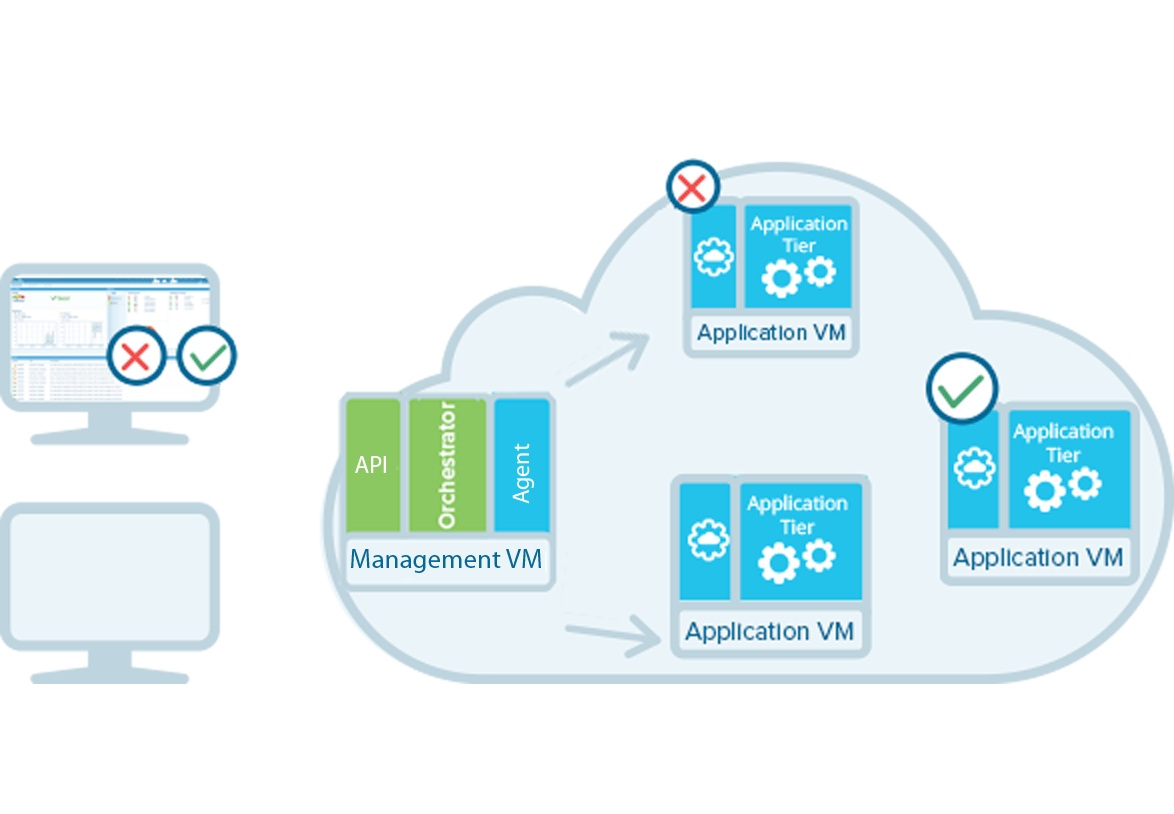 Application
Tier
Application VM
API
Orchestrator
Agent
Management VM
Application
Tier
Application VM
Application
Tier
Application VM